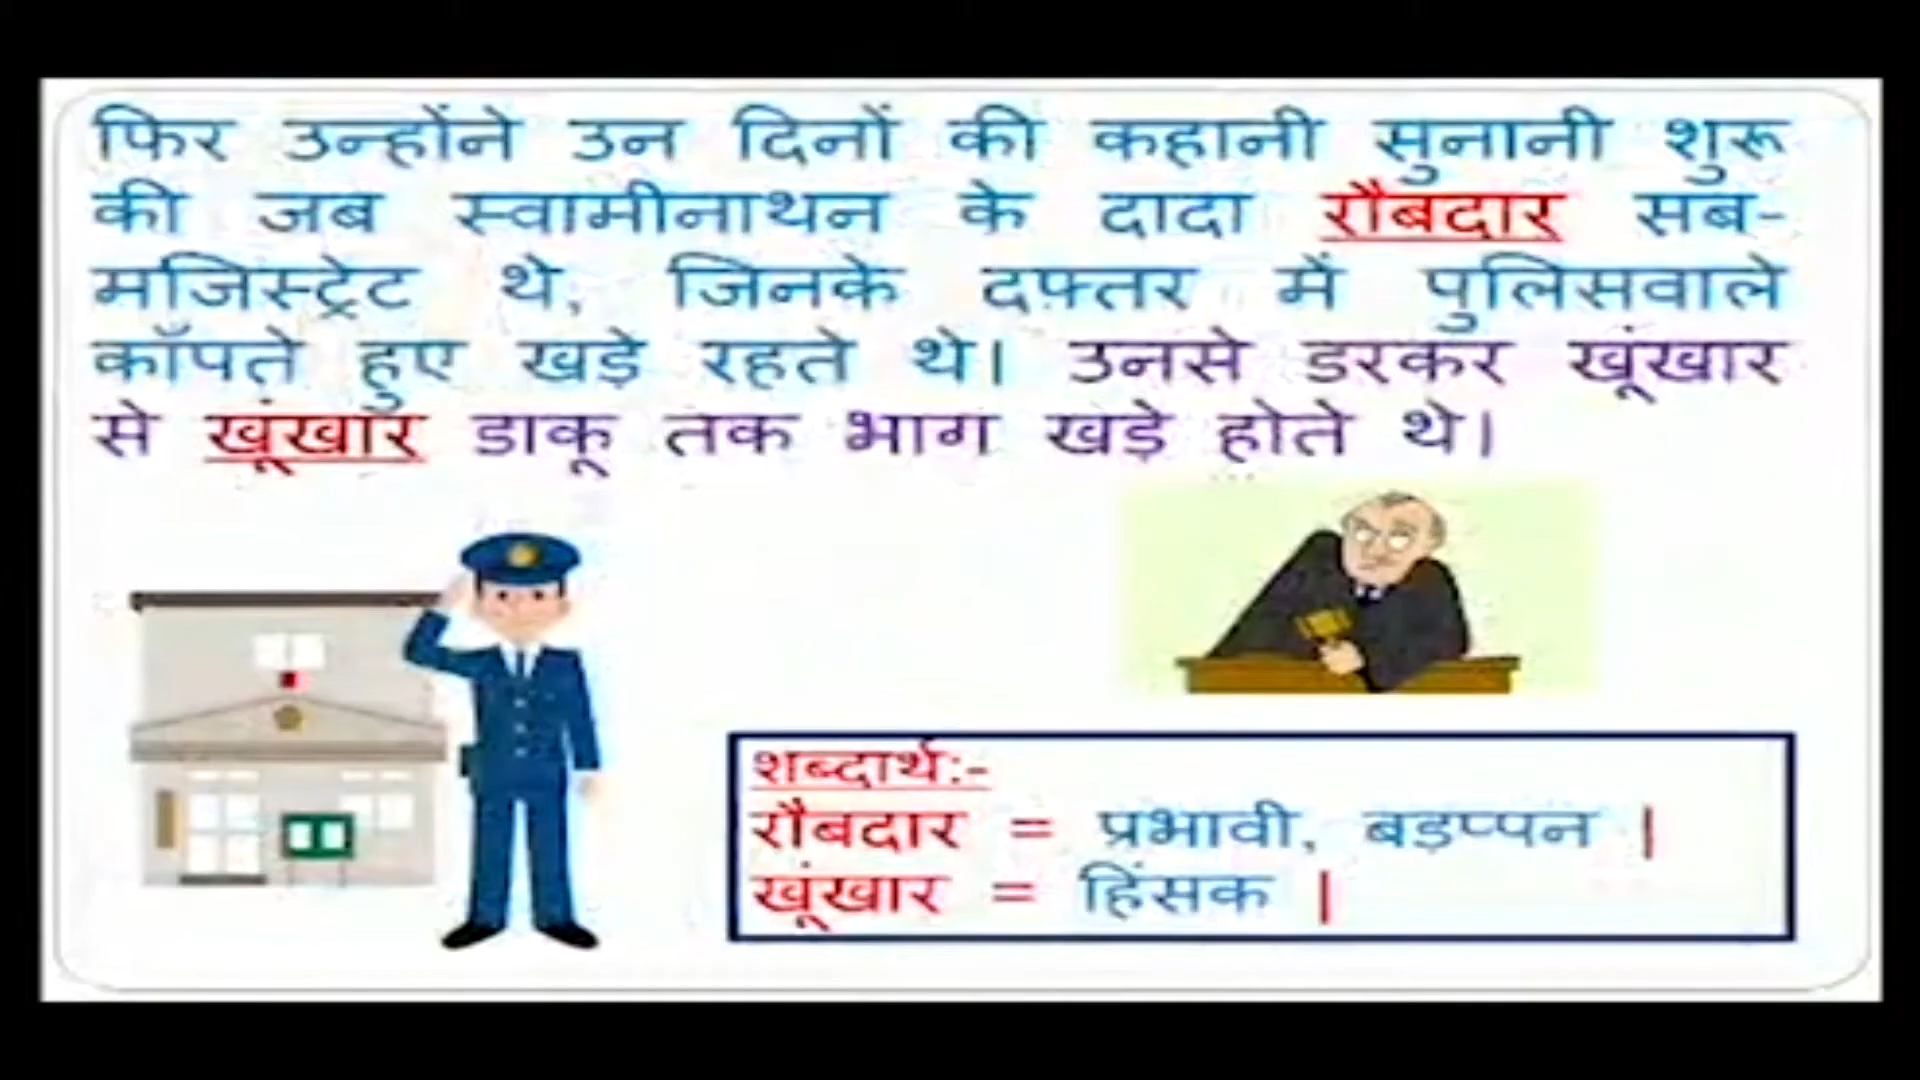 फिर उन्होंने उन दिनों की कहानी सुनानी शुरू
की जब स्वामीनाथन के दादा रौबदार सब-
मजिस्ट्रेट थे, जिनके दफ़्तर में पुलिसवाले
काँपते हुए खड़े रहते थे। उनसे डरकर खूंखार
से खूंखार डाकू तक भाग खड़े होते थे।
शब्दार्थ:-
रौबदार = प्रभावी, बड़प्पन |
खूंखार = हिंसक |